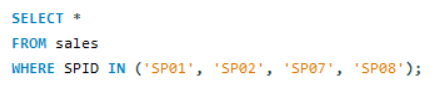 SELECT *
FROM sales
WHERE SPID IN ('SP01', 'SP02', 'SP07', 'SP08');